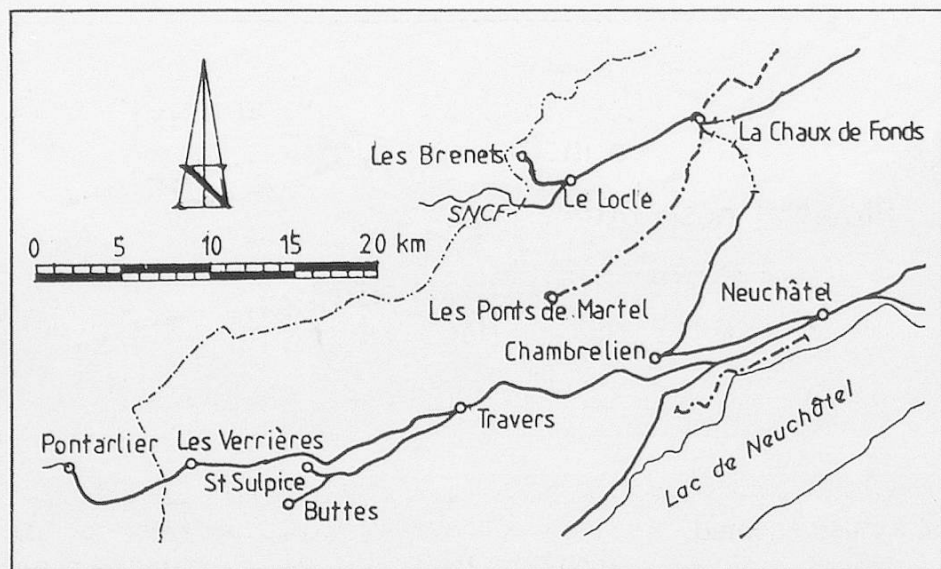 La Chaux de Fonds
Les Brenets
Le Locle
SNCF
0 5 10 15 20 km
Les Ponts de Martel
Neuchâtel
Chambrelien
Travers
Pontarlier
Les Verrières
St Sulpice
Buttes
Lac de Neuchâtel